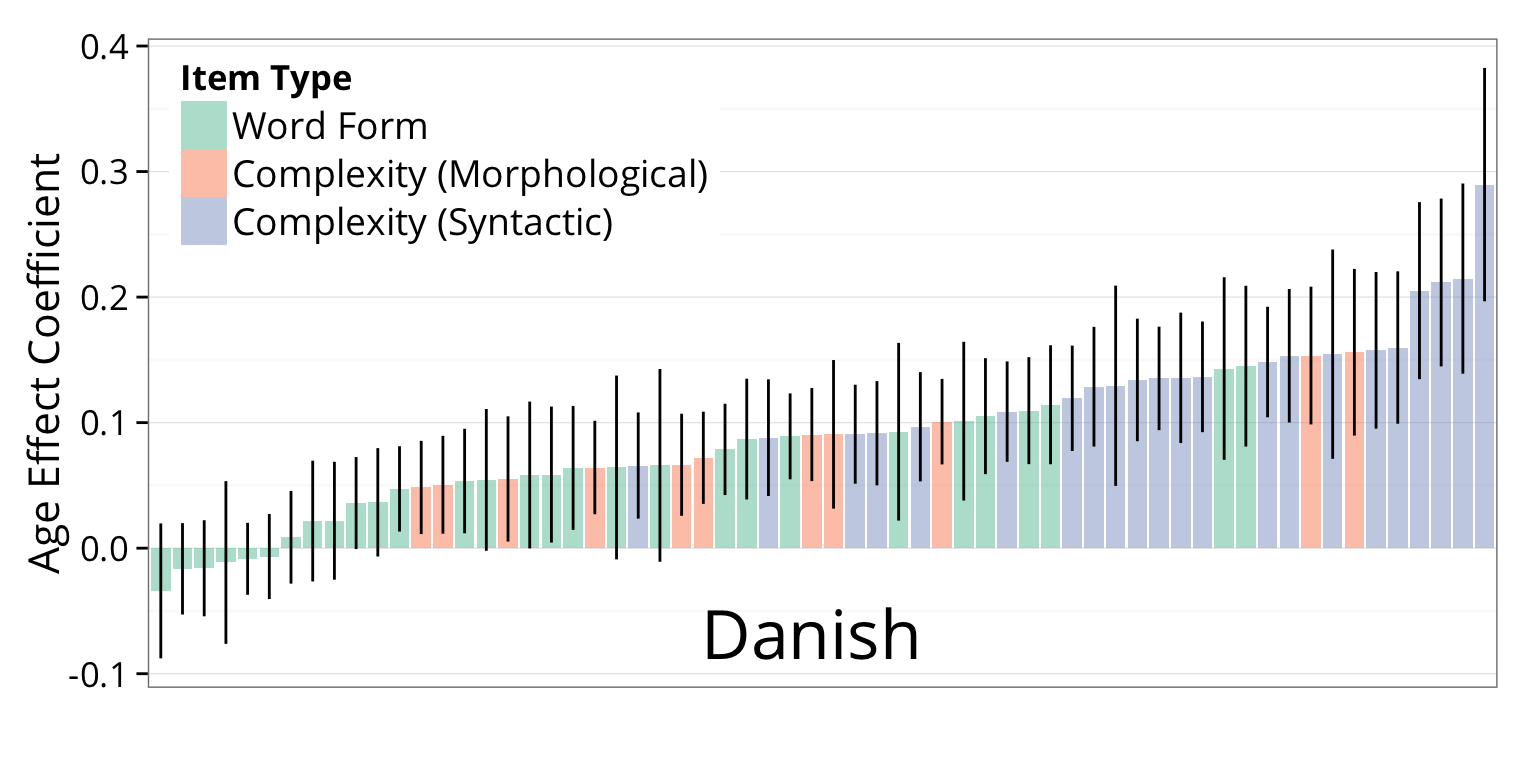 0.4
0.3
0.2
0.1
0.0
-0.1
Age Effect Coefficient
Item Type
Word Form
Complexity (Morphological)
Complexity (Syntactic)
Danish